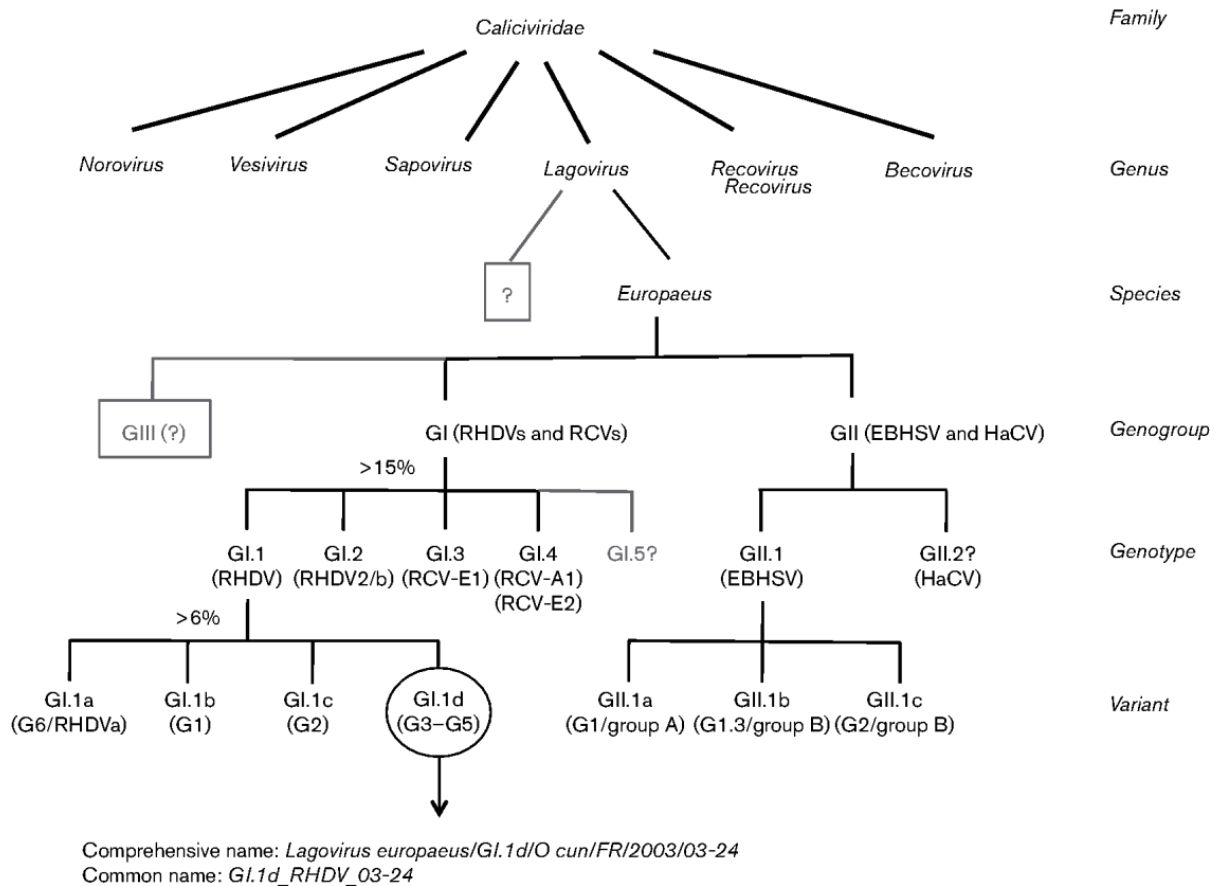 Caliciviridae
Family
Norovirus
Vesivirus
Sapovirus
Lagovirus
Recovirus
Recovirus
Becovirus
Genus
?
Europaeus
Species
GIII (?)
GI (RHDVs and RCVs)
GII (EBHSV and HaCV)
Genogroup
>15%
GI.1
(RHDV)
GI.2
(RHDV2/b)
GI.3
(RCV-E1)
GI.4
(RCV-A1)
(RCV-E2)
GI.5?
GII.1
(EBHSV)
GII.2?
(HaCV)
Genotype
>6%
GI.1a
(G6/RHDVa)
GI.1b
(G1)
GI.1c
(G2)
GI.1d
(G3–G5)
GII.1a
(G1/group A)
GII.1b
(G1.3/group B)
GII.1c
(G2/group B)
Variant
Comprehensive name: Lagovirus europaeus/GI.1d/O cun/FR/2003/03-24
Common name: GI.1d_RHDV_03-24